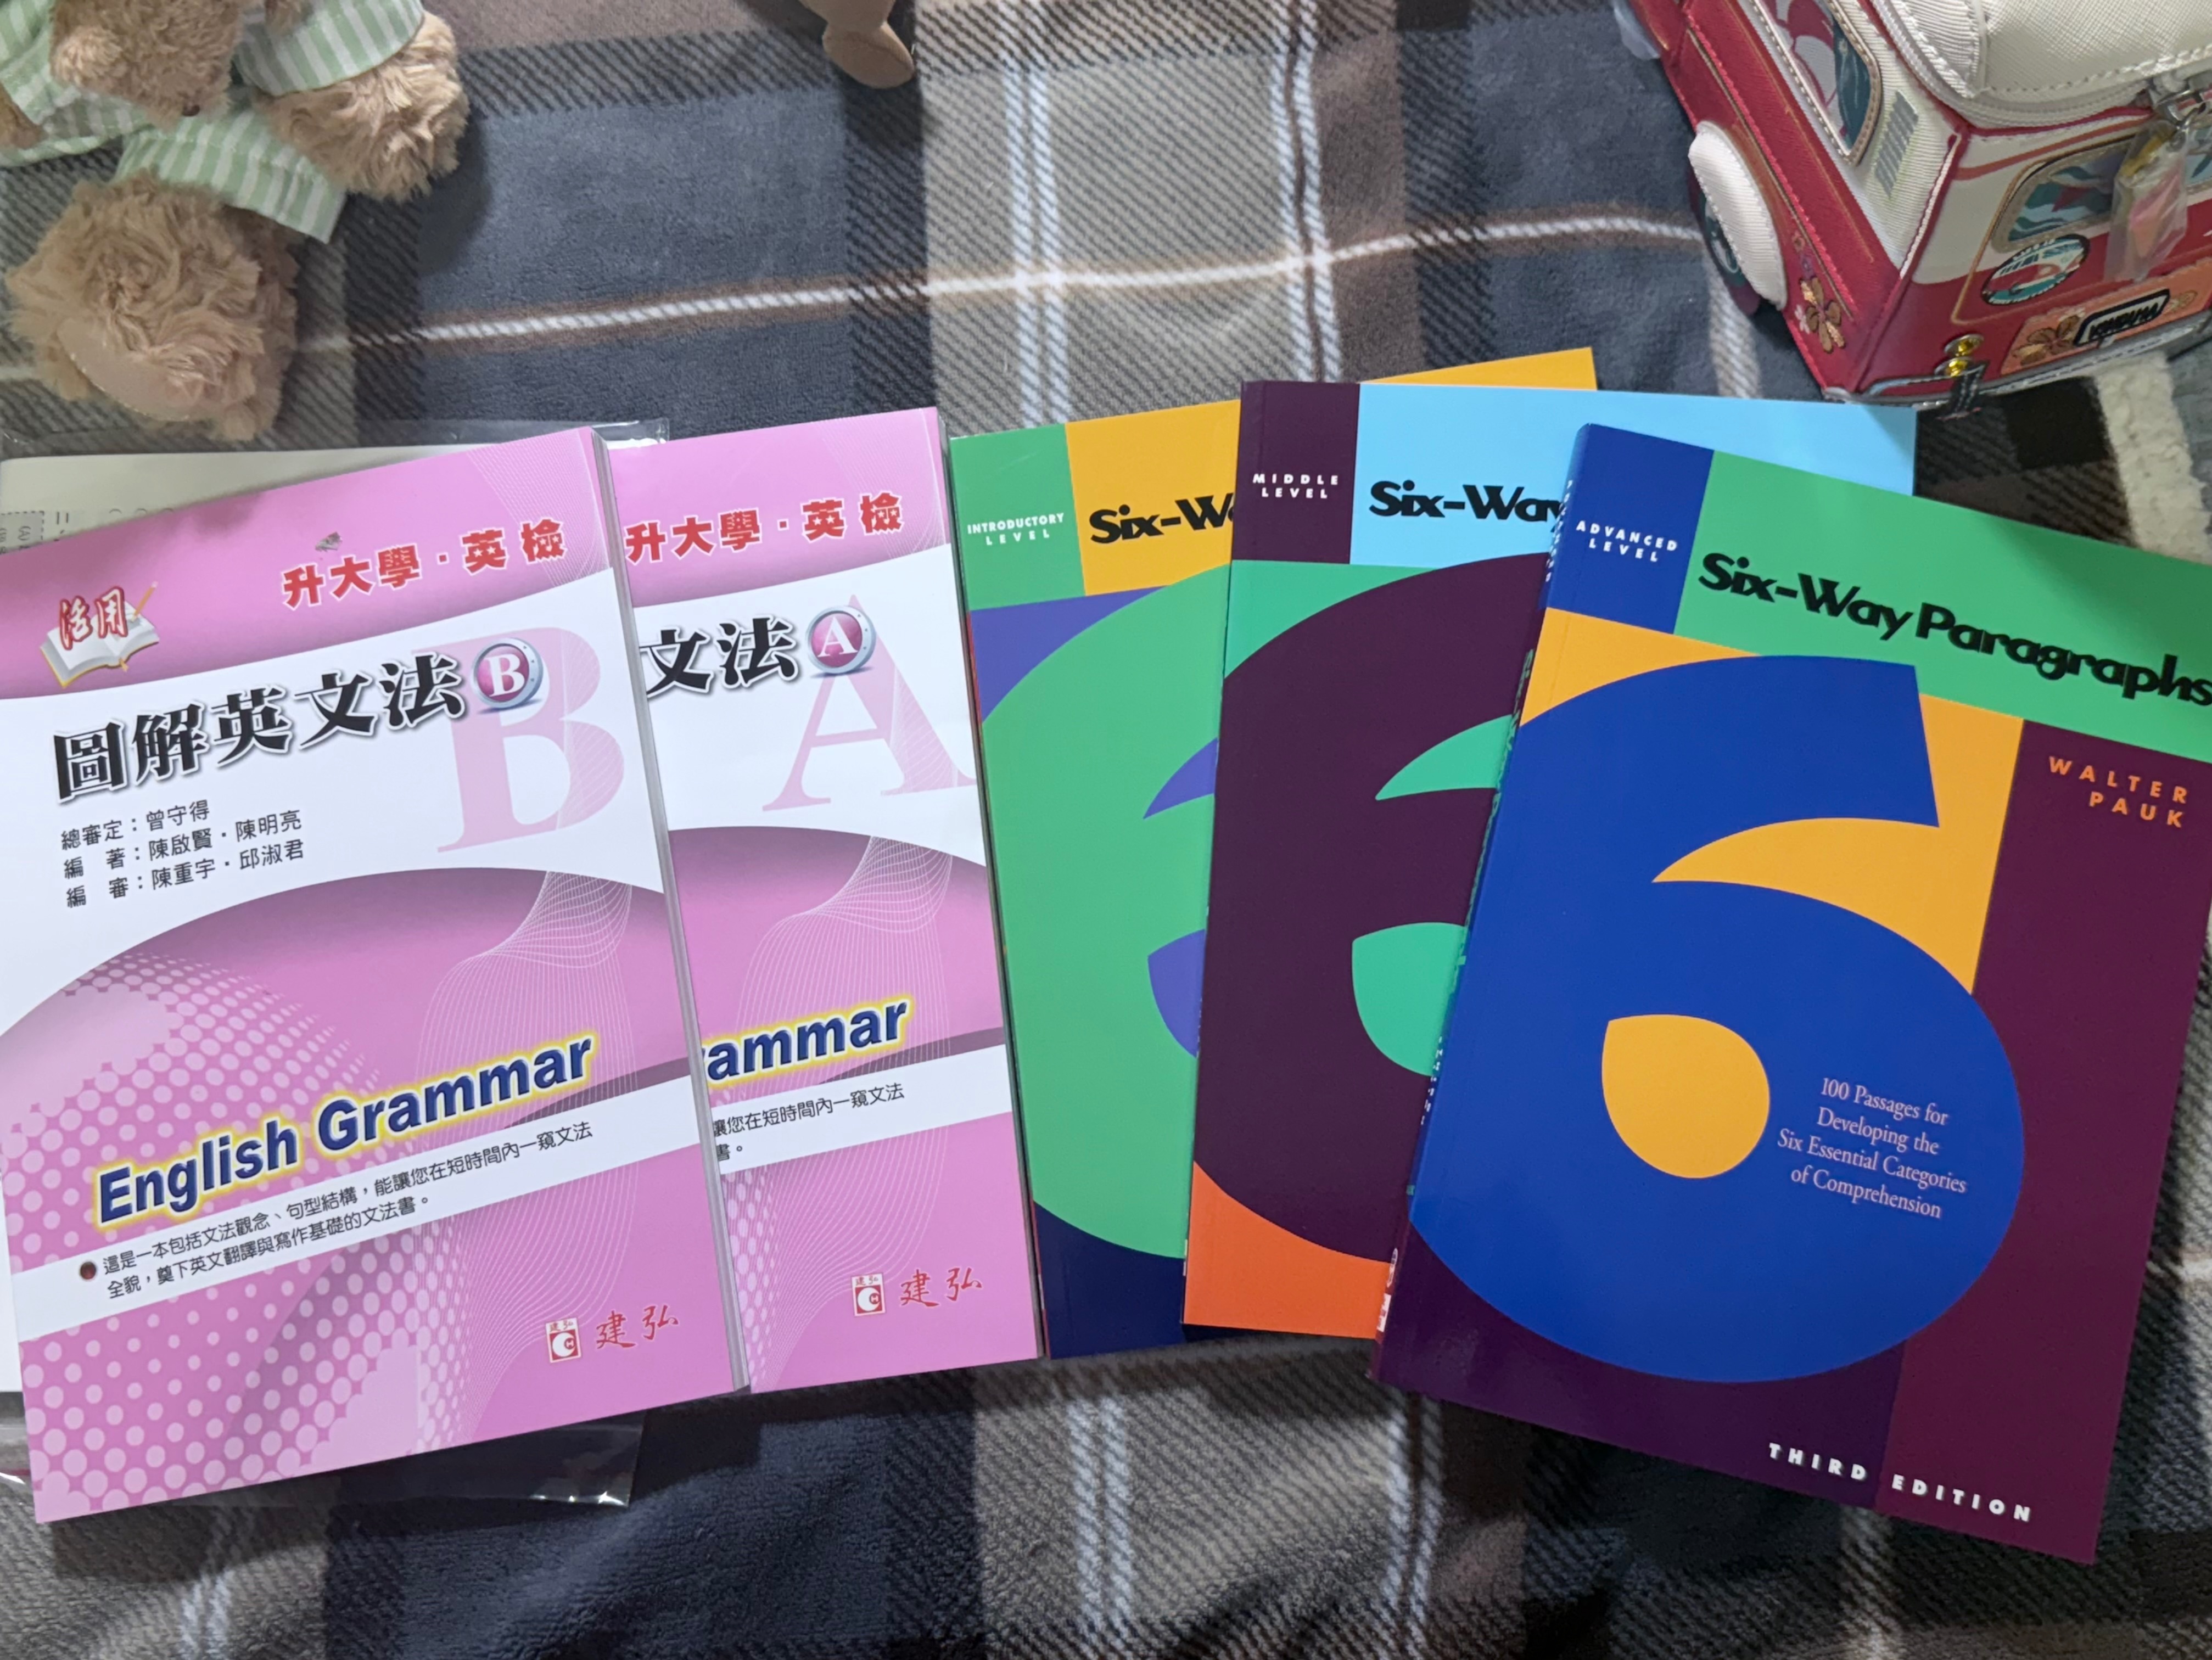 升大學·英檢
活用
圖解英文法 B
B
總審定：曾守得
編　著：陳啟賢·陳明亮
編　審：陳重宇·邱淑君
English Grammar
這是一本包括文法觀念、句型結構，能讓您在短時間內一窺文法
全貌，奠下英文翻譯與寫作基礎的文法書。
建弘
建弘
升大學·英檢
文法 A
A
rammar
讓您在短時間內一窺文法
書。
建弘
建弘
INTRODUCTORY
LEVEL
Six-W
MIDDLE
LEVEL
Six-Way
ADVANCED
LEVEL
Six-Way Paragraphs
WALTER
PAUK
6
100 Passages for
Developing the
Six Essential Categories
of Comprehension
THIRD EDITION